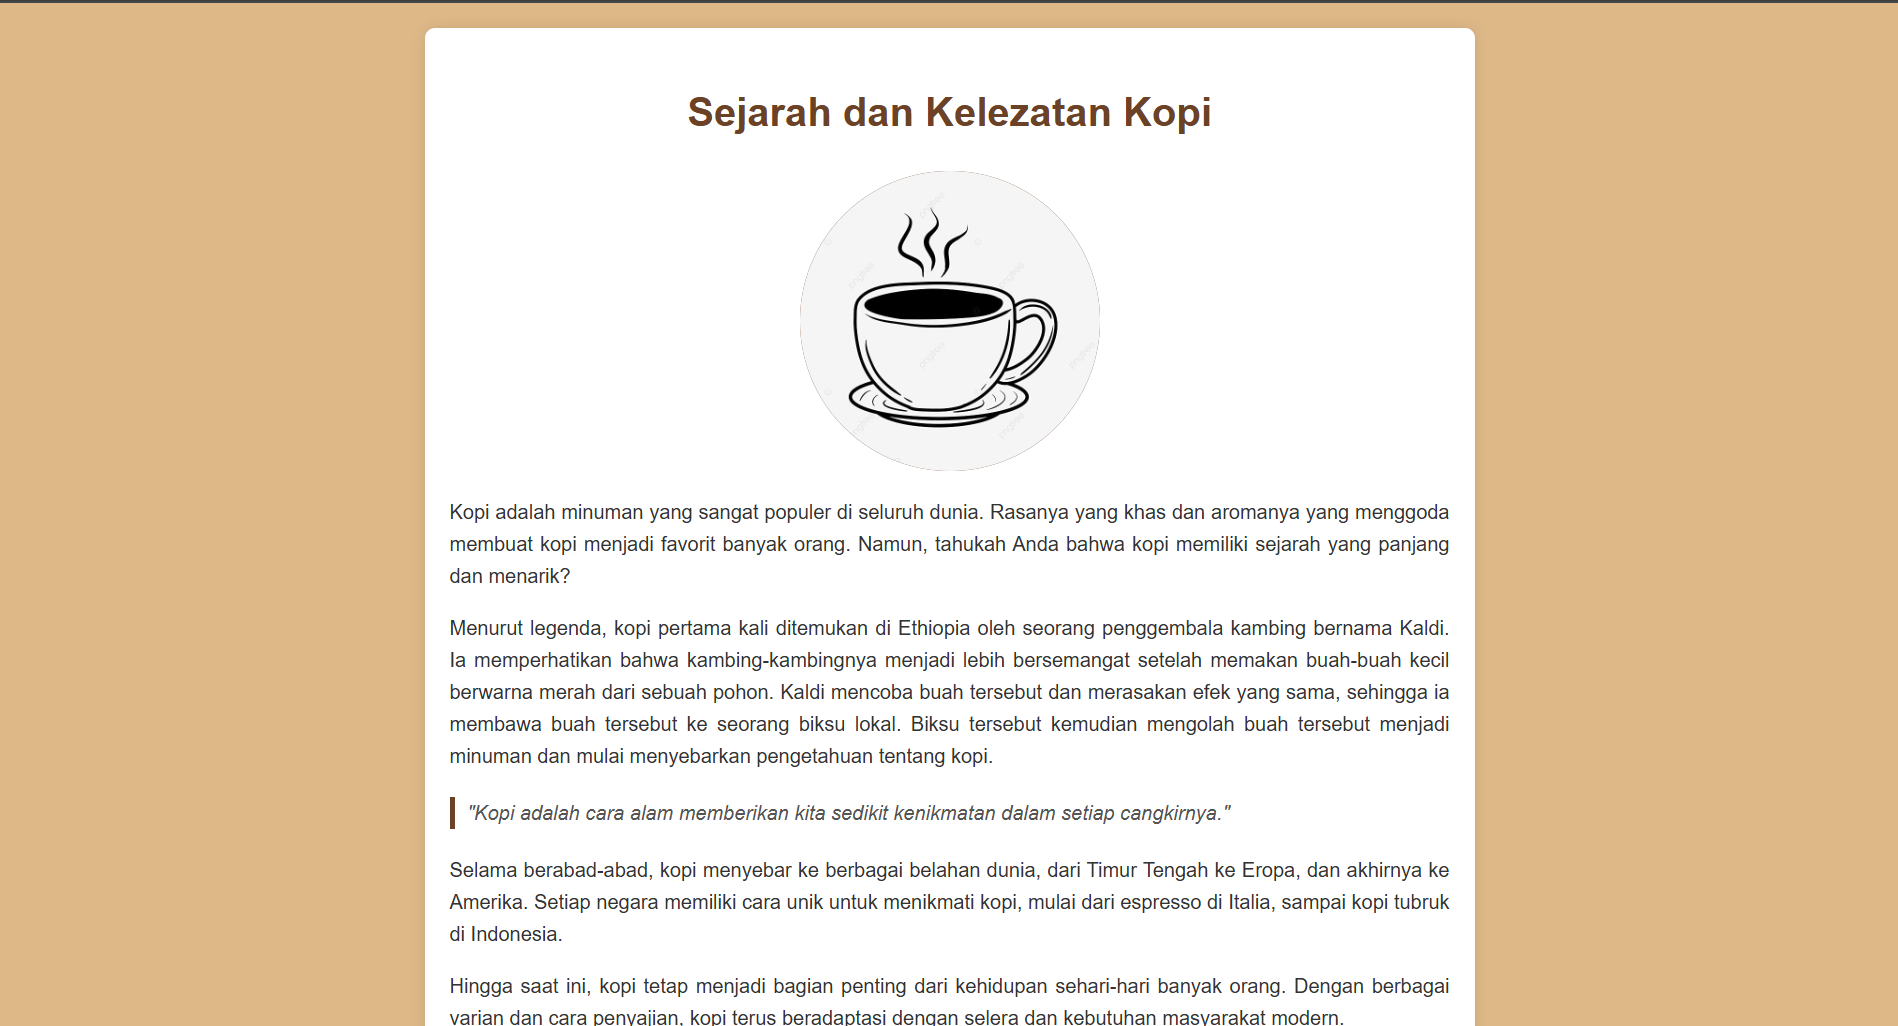 Sejarah dan Kelezatan Kopi
pngtree
pngtree
pngtree
pngtree
pngtree
pngtree
Kopi adalah minuman yang sangat populer di seluruh dunia. Rasanya yang khas dan aromanya yang menggoda
membuat kopi menjadi favorit banyak orang. Namun, tahukah Anda bahwa kopi memiliki sejarah yang panjang
dan menarik?
Menurut legenda, kopi pertama kali ditemukan di Ethiopia oleh seorang penggembala kambing bernama Kaldi.
Ia memperhatikan bahwa kambing-kambingnya menjadi lebih bersemangat setelah memakan buah-buah kecil
berwarna merah dari sebuah pohon. Kaldi mencoba buah tersebut dan merasakan efek yang sama, sehingga ia
membawa buah tersebut ke seorang biksu lokal. Biksu tersebut kemudian mengolah buah tersebut menjadi
minuman dan mulai menyebarkan pengetahuan tentang kopi.
"Kopi adalah cara alam memberikan kita sedikit kenikmatan dalam setiap cangkirnya."
Selama berabad-abad, kopi menyebar ke berbagai belahan dunia, dari Timur Tengah ke Eropa, dan akhirnya ke
Amerika. Setiap negara memiliki cara unik untuk menikmati kopi, mulai dari espresso di Italia, sampai kopi tubruk
di Indonesia.
Hingga saat ini, kopi tetap menjadi bagian penting dari kehidupan sehari-hari banyak orang. Dengan berbagai
varian dan cara penyajian, kopi terus beradaptasi dengan selera dan kebutuhan masyarakat modern.